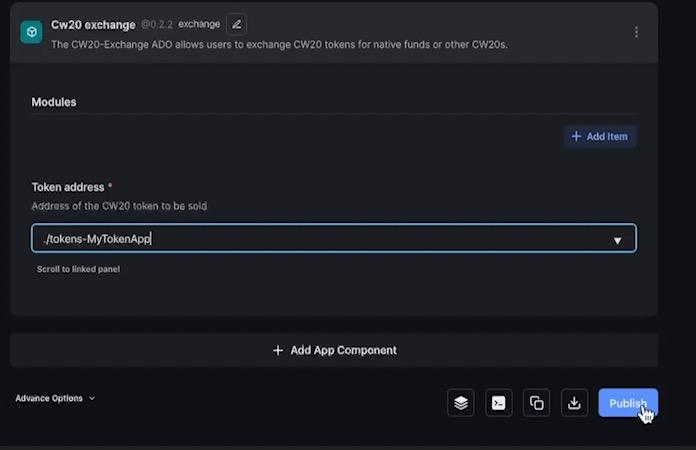 Cw20 exchange @0.2.2 exchange
The CW20-Exchange ADO allows users to exchange CW20 tokens for native funds or other CW20s.
Modules
+ Add Item
Token address *
Address of the CW20 token to be sold
./tokens-MyTokenApp
Scroll to linked panel
+ Add App Component
Advance Options
Publish